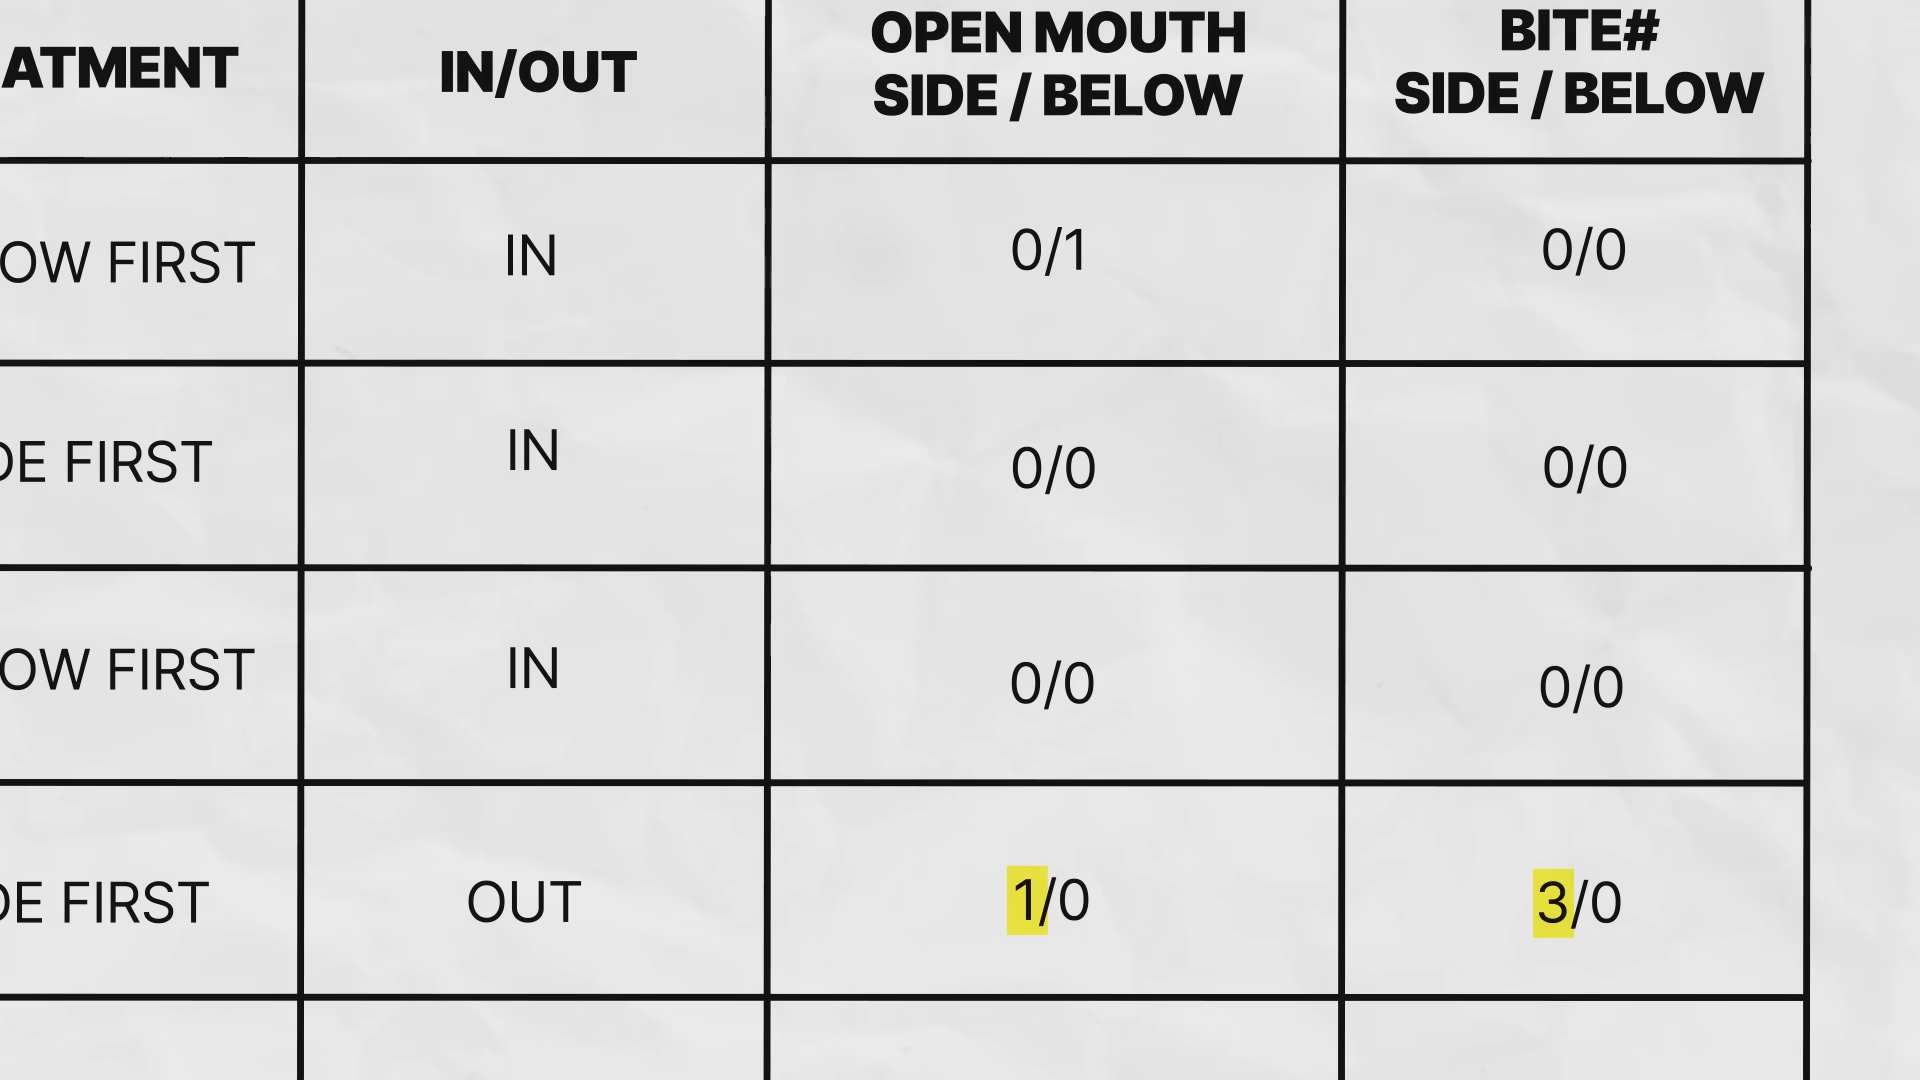 ATMENT IN/OUT OPEN MOUTH
SIDE / BELOW BITE#
SIDE / BELOW
OW FIRST IN 0/1 0/0
DE FIRST IN 0/0 0/0
OW FIRST IN 0/0 0/0
DE FIRST OUT 1/0 3/0